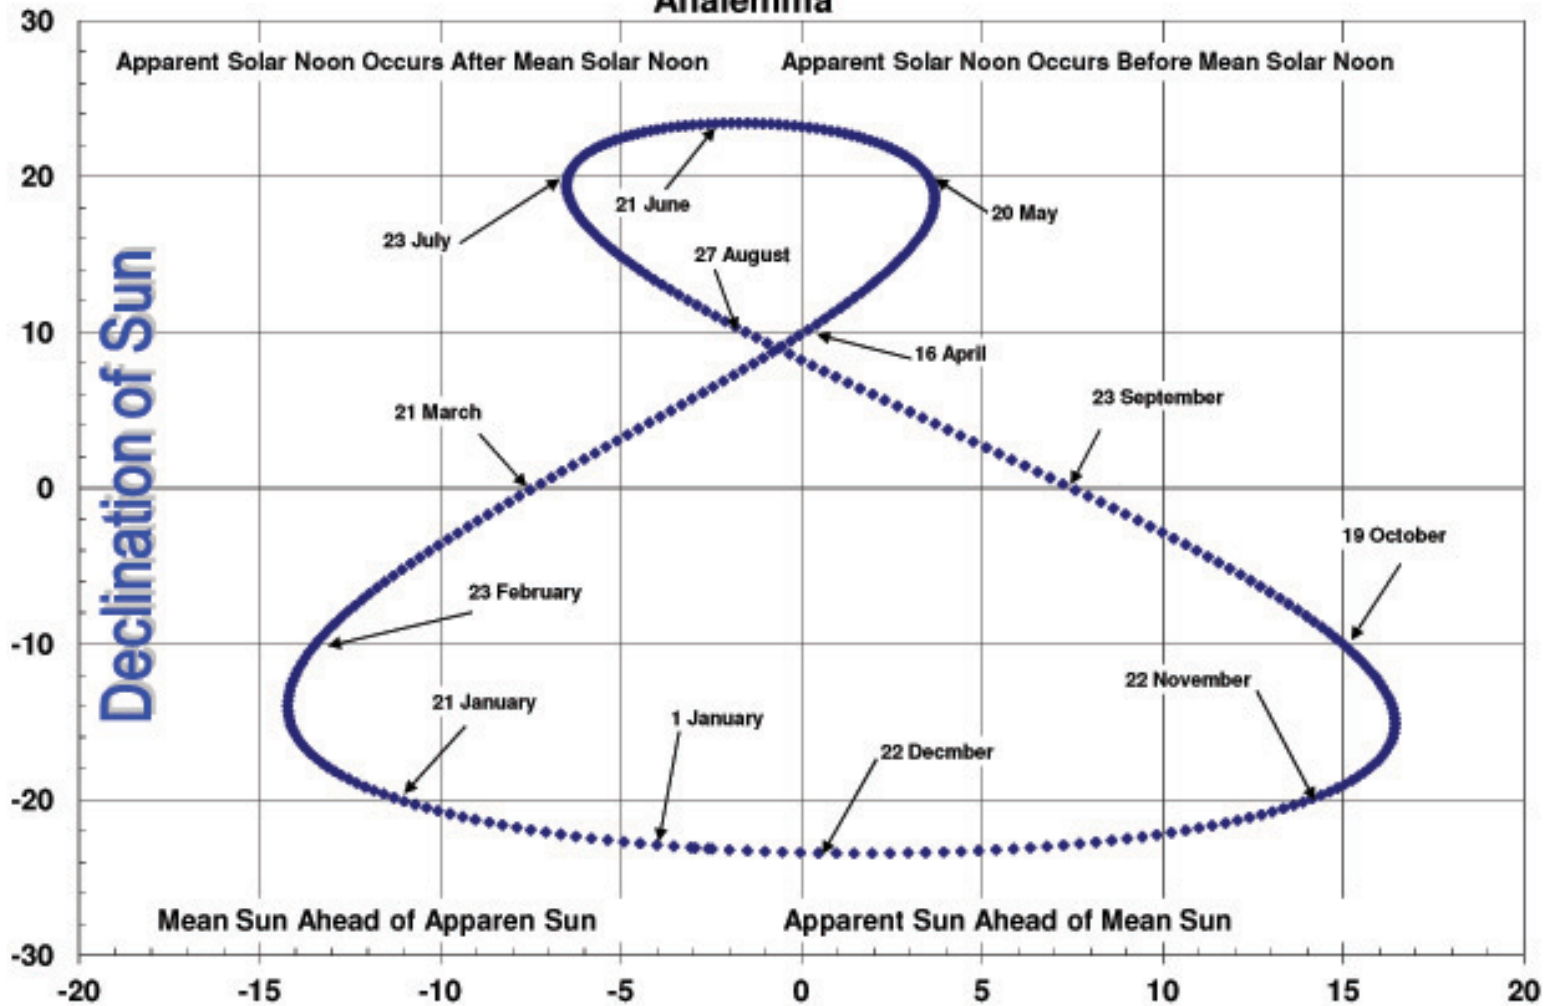 Analemma
30
Apparent Solar Noon Occurs After Mean Solar Noon
Apparent Solar Noon Occurs Before Mean Solar Noon
20
21 June
20 May
23 July
27 August
10
16 April
21 March
23 September
0
19 October
23 February
-10
22 November
21 January
1 January
22 Decmber
-20
Declination of Sun
Mean Sun Ahead of Apparen Sun
Apparent Sun Ahead of Mean Sun
-30
-20 -15 -10 -5 0 5 10 15 20